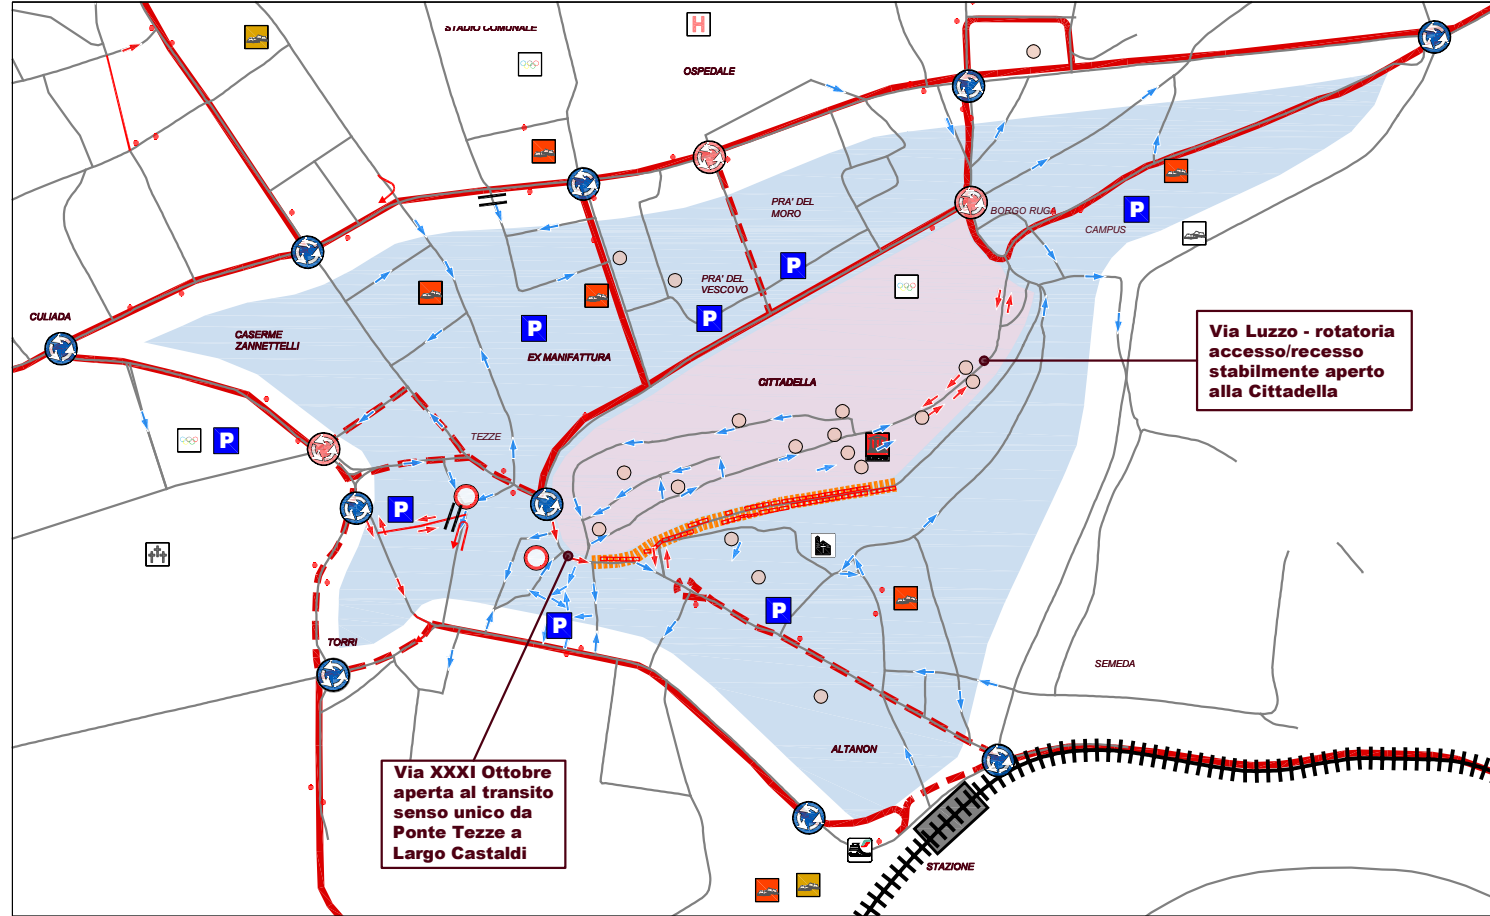 STADIO COMUNALE
H
OSPEDALE
PRA' DEL
MORO
BORGO RUGA
P
CAMPUS
P
PRA' DEL
VESCOVO
P
CULIADA
CASERME
ZANNETTELLI
P
EX MANIFATTURA
CITTADELLA
Via Luzzo - rotatoria
accesso/recesso
stabilmente aperto
alla Cittadella
TEZZE
P
P
P
P
TORRI
SEMEDA
ALTANON
Via XXXI Ottobre
aperta al transito
senso unico da
Ponte Tezze a
Largo Castaldi
STAZIONE